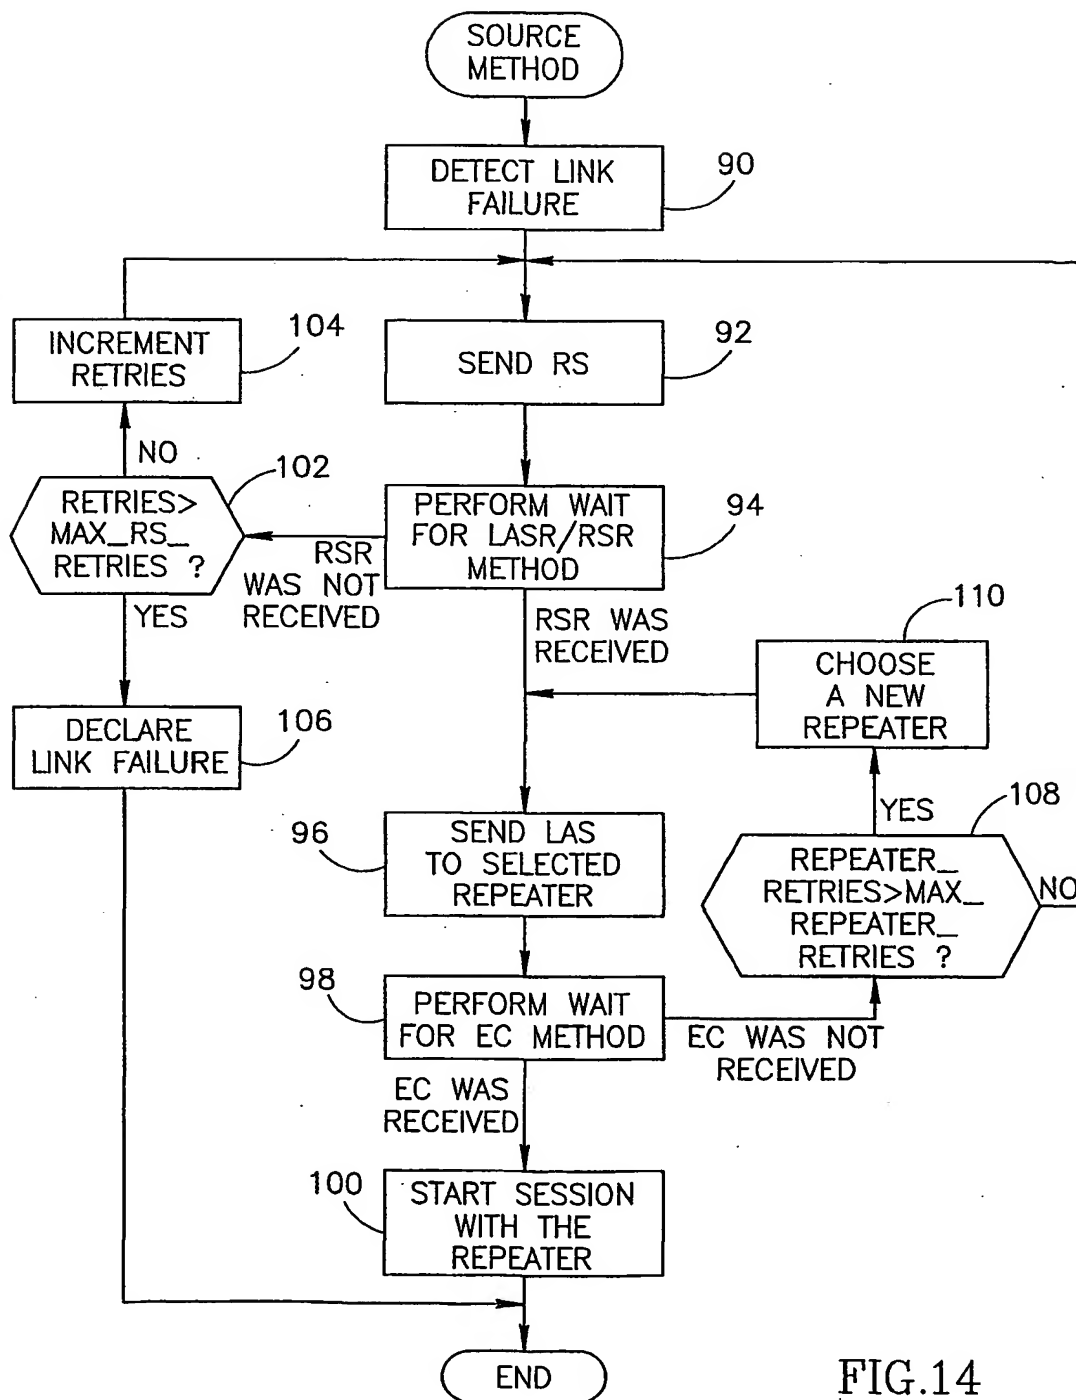 SOURCE
METHOD
DETECT LINK
FAILURE
90
INCREMENT
RETRIES
104
SEND RS
92
NO
RETRIES>
MAX_RS_
RETRIES ?
102
PERFORM WAIT
FOR LASR/RSR
METHOD
94
RSR
WAS NOT
RECEIVED
YES
RSR WAS
RECEIVED
110
CHOOSE
A NEW
REPEATER
DECLARE
LINK FAILURE
106
YES
108
96
SEND LAS
TO SELECTED
REPEATER
REPEATER_
RETRIES>MAX_
REPEATER_
RETRIES ?
NO
98
PERFORM WAIT
FOR EC METHOD
EC WAS NOT
RECEIVED
EC WAS
RECEIVED
100
START SESSION
WITH THE
REPEATER
END
FIG.14